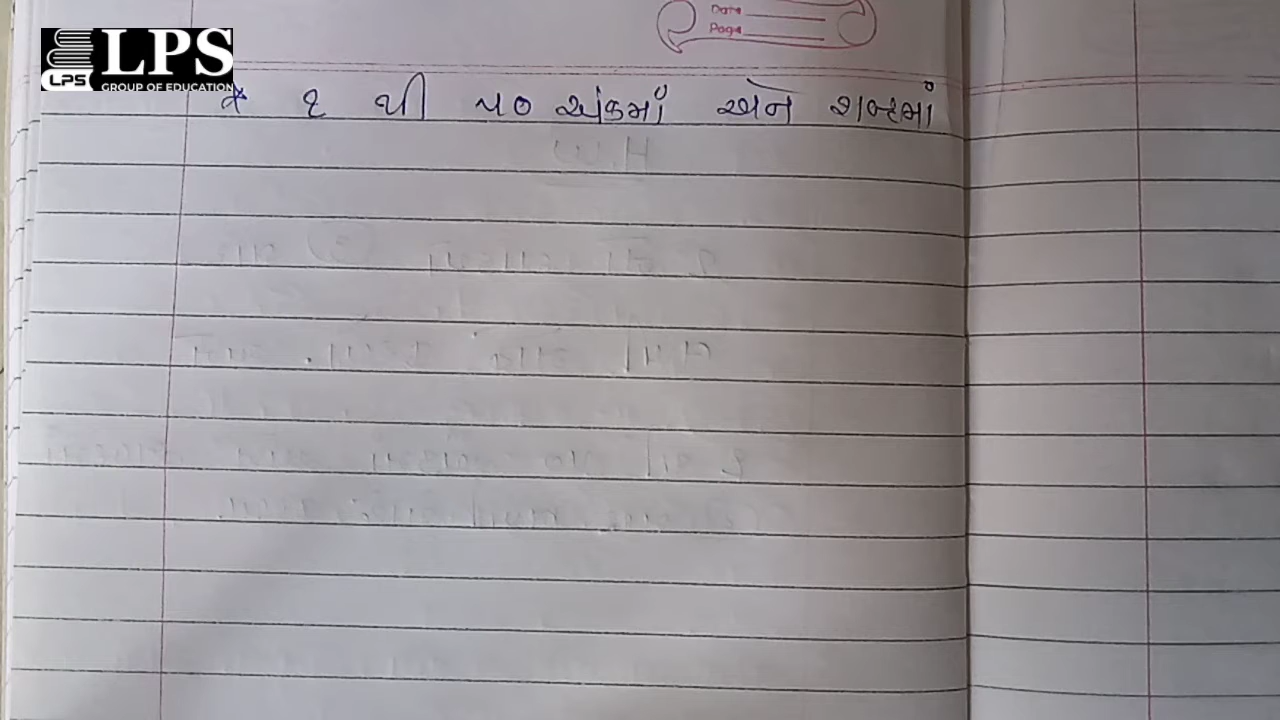 LPS
LPS
GROUP OF EDUCATION
Date
Page
* ૧ થી ૫૦ અંકમાં અને શબ્દમાં